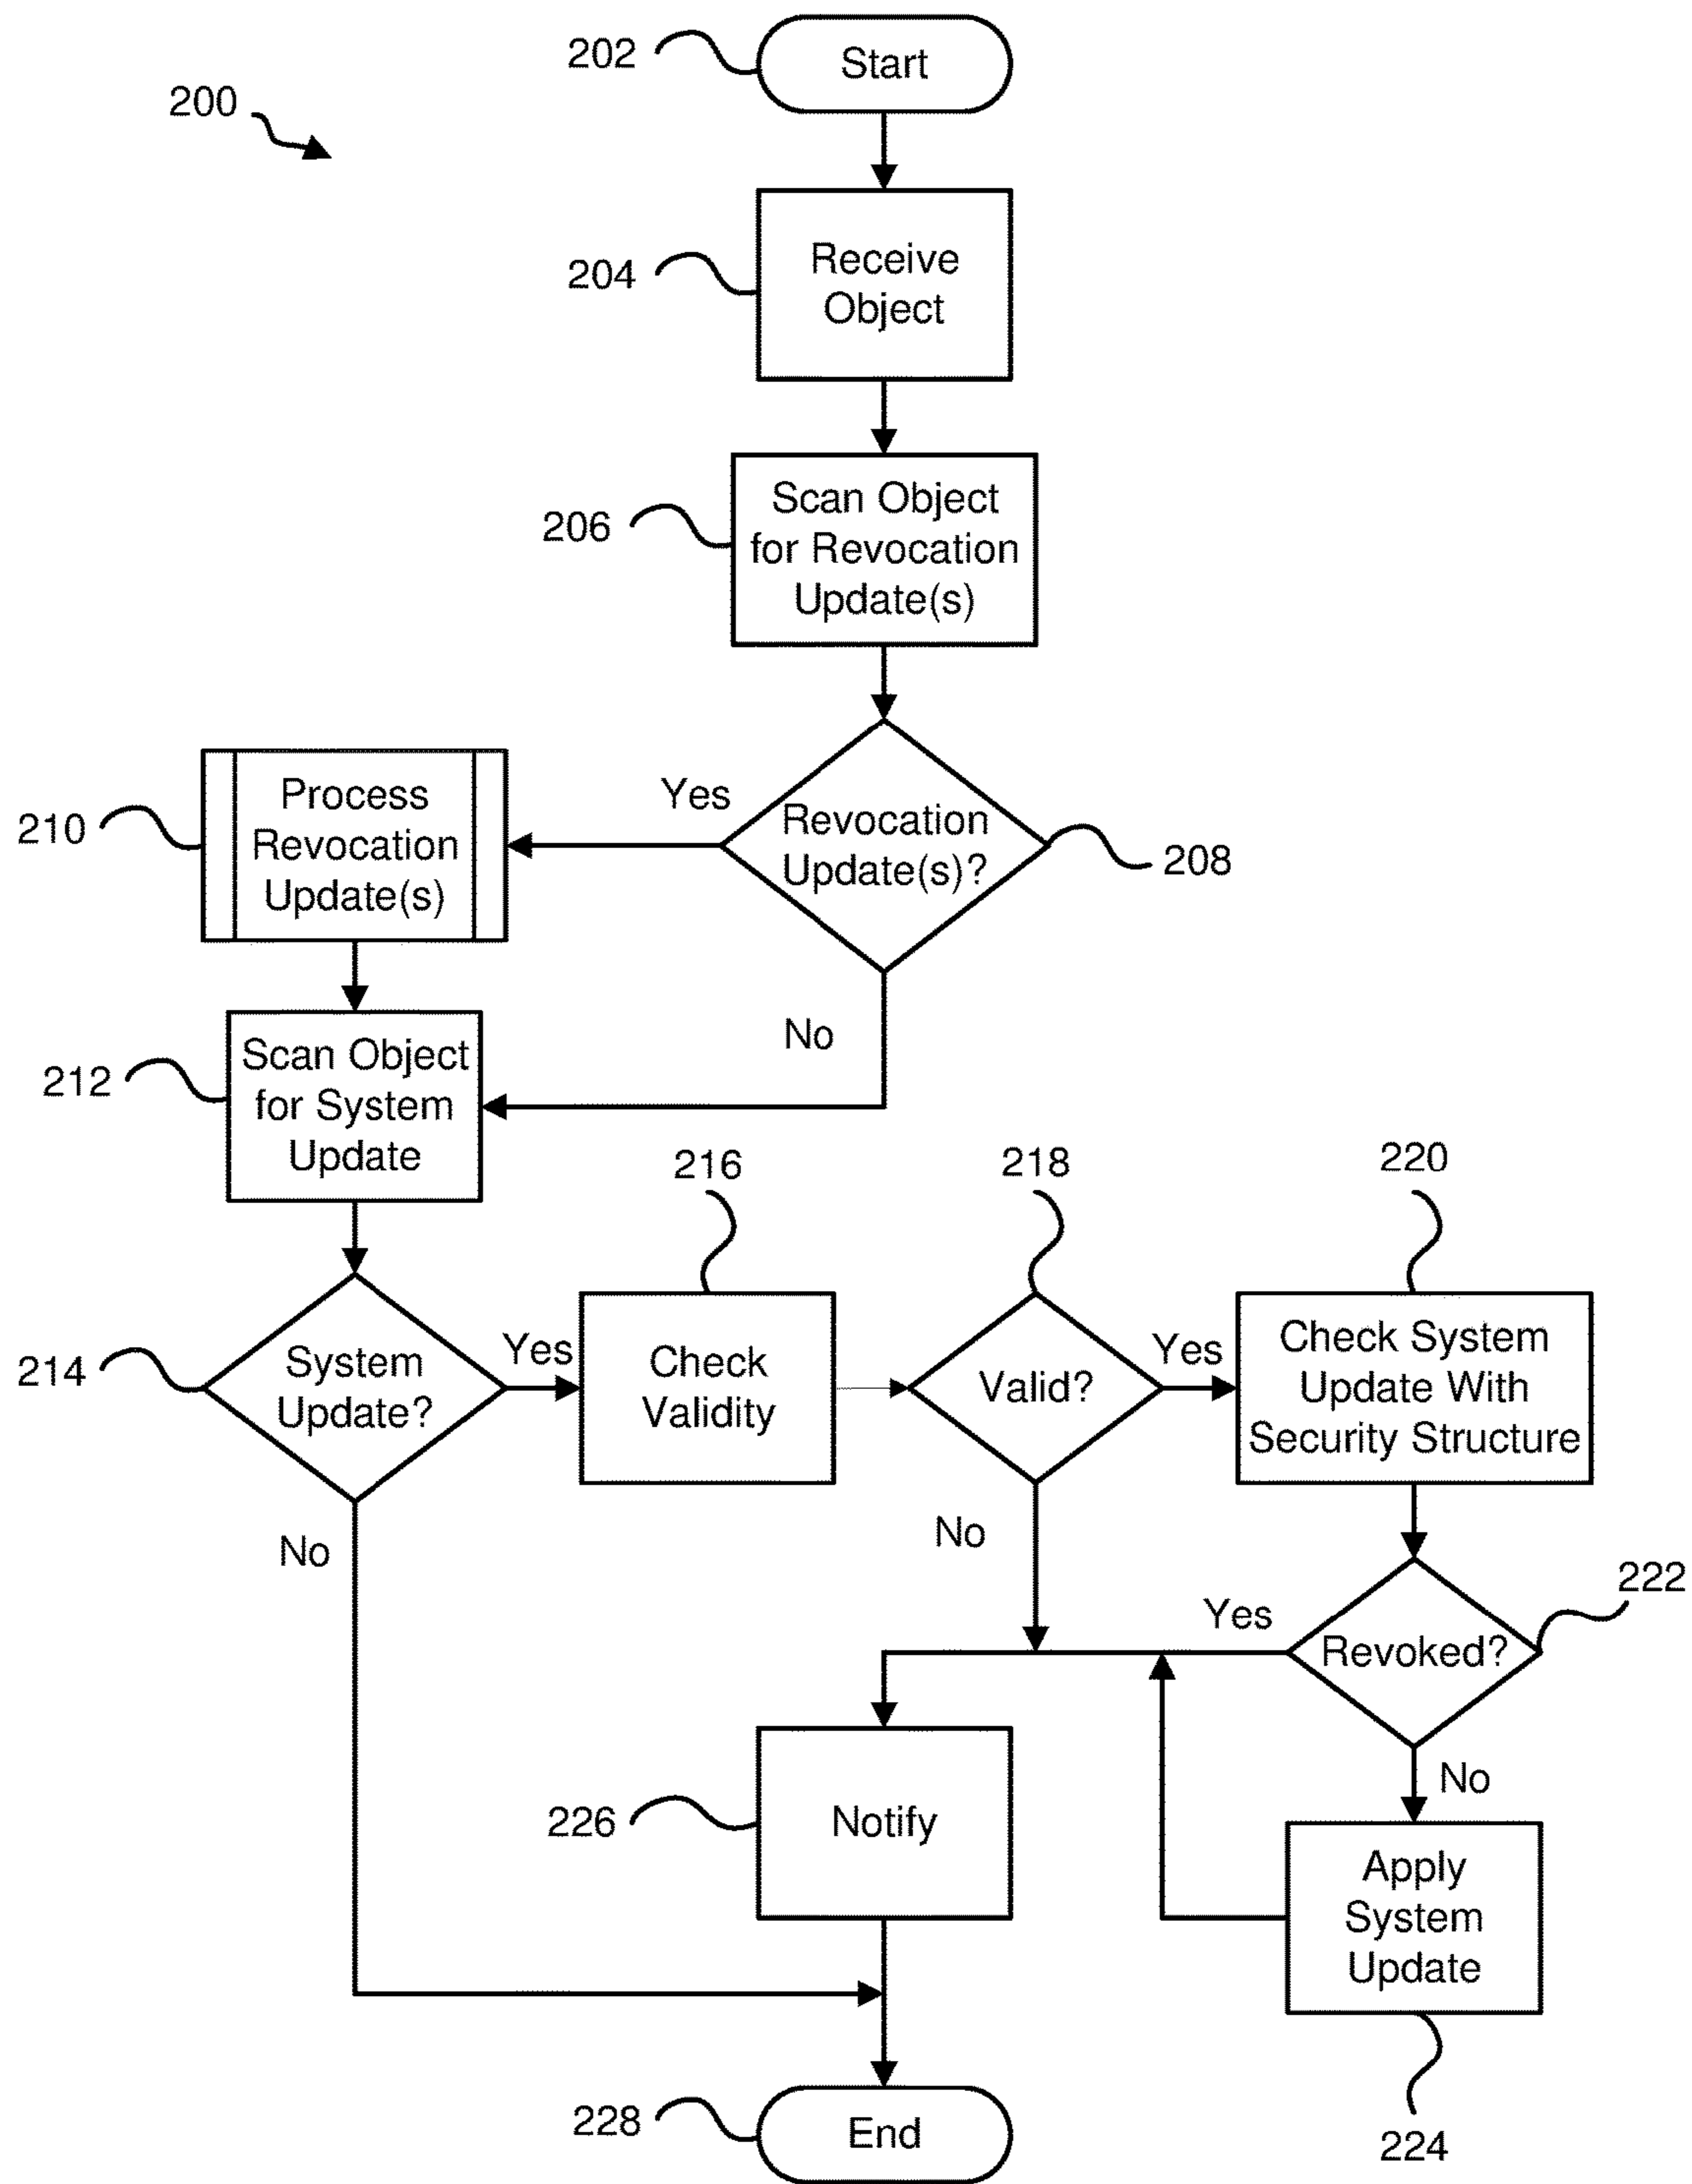 202
Start
200
204
Receive
Object
206
Scan Object
for Revocation
Update(s)
210
Process
Revocation
Update(s)
Yes
Revocation
Update(s)?
208
No
212
Scan Object
for System
Update
216
218
220
214
System
Update?
Yes
Check
Validity
Valid?
Yes
Check System
Update With
Security Structure
No
No
Yes
Revoked?
222
No
226
Notify
Apply
System
Update
228
End
224